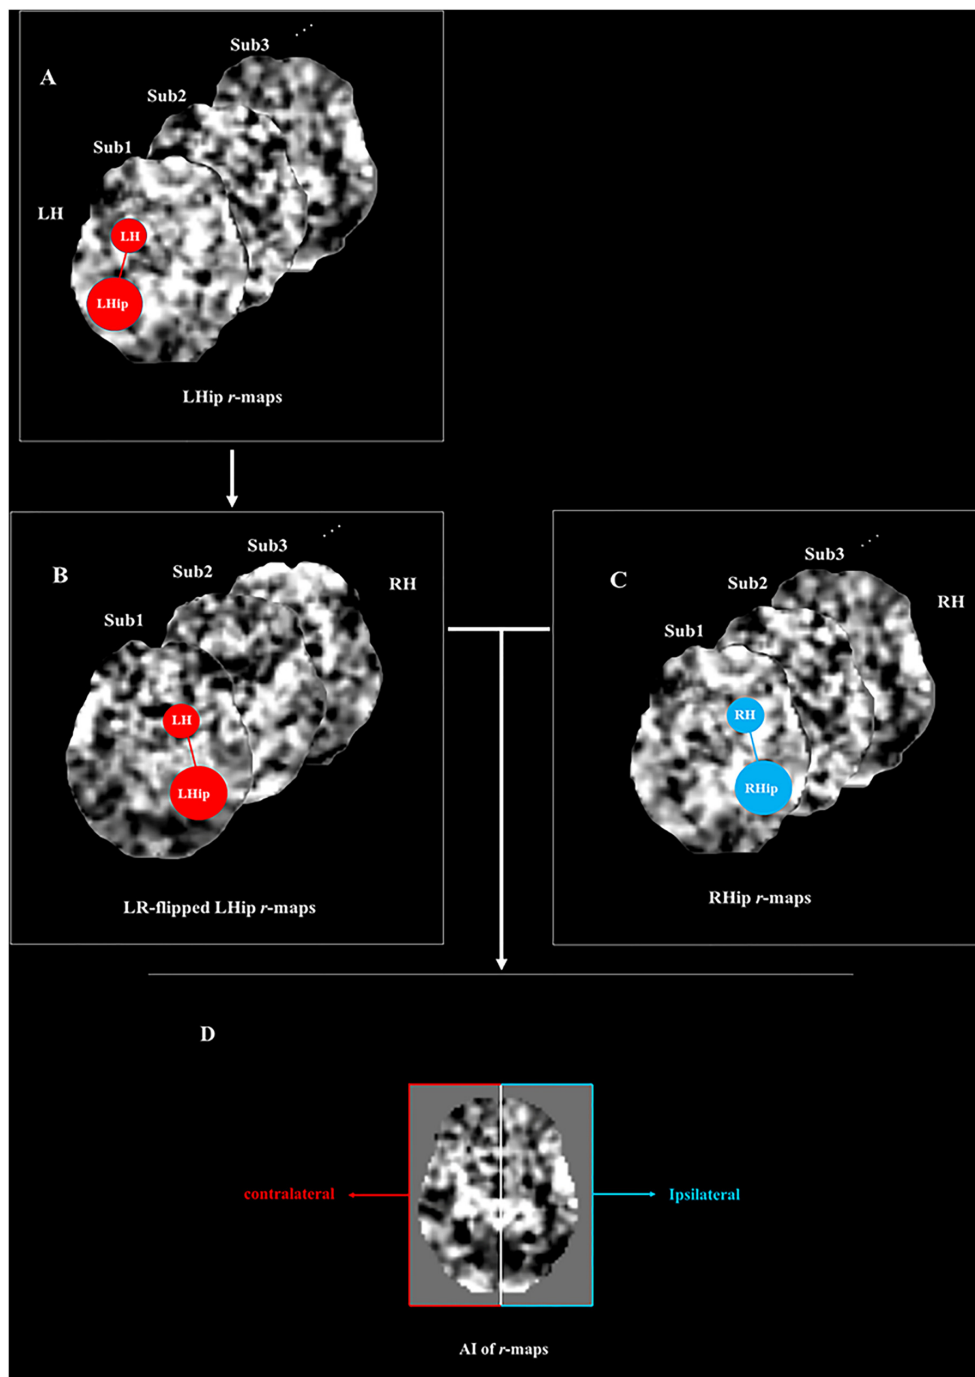 A
Sub3
Sub2
Sub1
LH
LH
LHip
LHip r-maps
B
Sub3
Sub2
Sub1
RH
LH
LHip
LR-flipped LHip r-maps
C
Sub3
Sub2
Sub1
RH
RH
RHip
RHip r-maps
D
contralateral
Ipsilateral
AI of r-maps